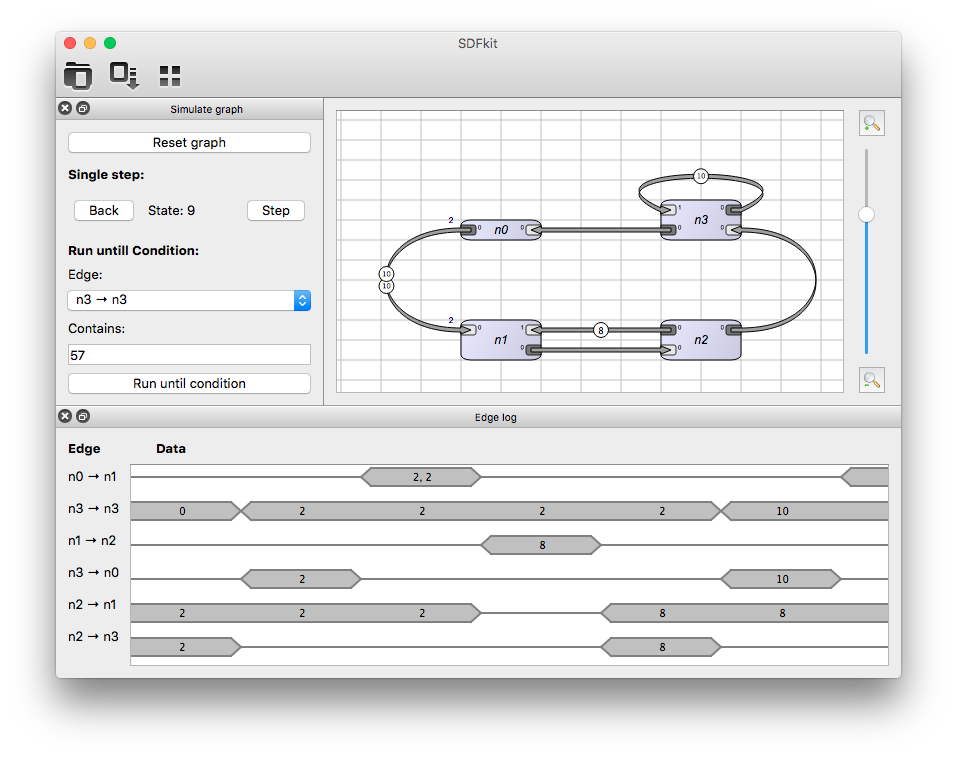 SDFkit
Simulate graph
Reset graph
Single step:
Back State: 9 Step
Run untill Condition:
Edge:
n3 → n3
Contains:
57
Run until condition
10
1 0
n3
0 0
2
0 n0 0
10
10
2
0 1
n1
0
8
0 0
n2
0
Edge log
Edge Data
n0 → n1 2, 2
n3 → n3 0 2 2 2 2 10
n1 → n2 8
n3 → n0 2 10
n2 → n1 2 2 2 8 8
n2 → n3 2 8